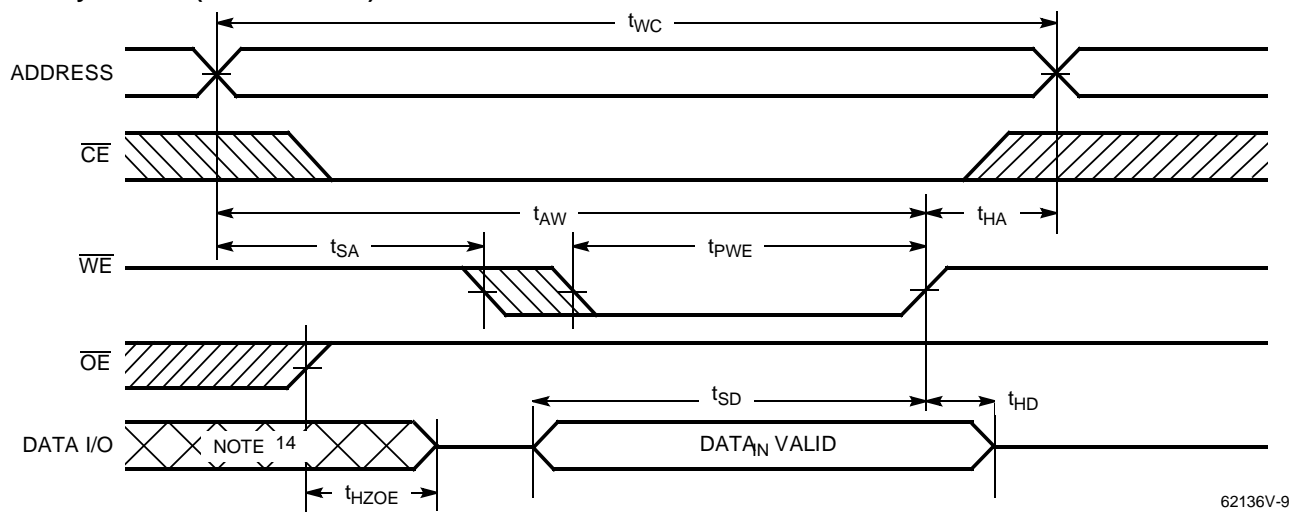 tWC
ADDRESS
CE
tAW
tHA
tSA
tPWE
WE
OE
tSD
tHD
DATA I/O
NOTE 14
DATAIN VALID
tHZOE
62136V-9